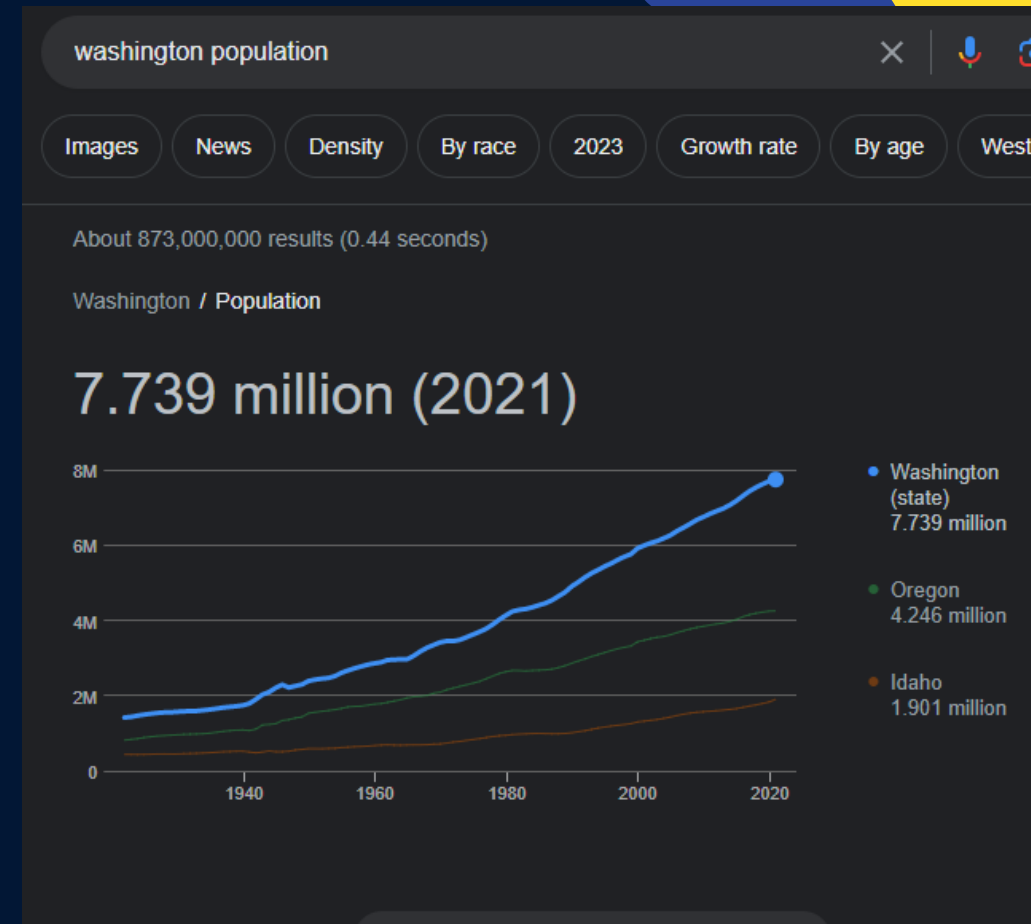 washington population
Images News Density By race 2023 Growth rate By age West
About 873,000,000 results (0.44 seconds)
Washington / Population
7.739 million (2021)
8M
6M
4M
2M
0
1940 1960 1980 2000 2020
Washington
(state)
7.739 million
Oregon
4.246 million
Idaho
1.901 million